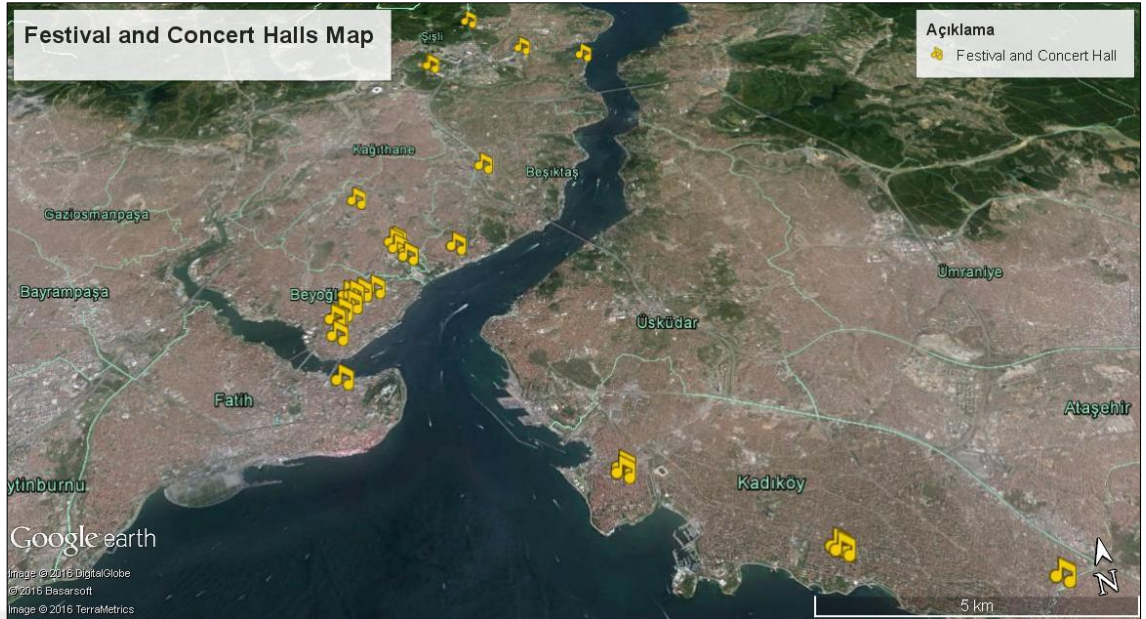 Festival and Concert Halls Map
Açıklama
Festival and Concert Hall
Şişli
Kağıthane
Beşiktaş
Gaziosmanpaşa
Ümraniye
Bayrampaşa
Beyoğl
Üsküdar
Fatih
Ataşehir
ytinburnu
Kadıköy
Google earth
Image © 2016 DigitalGlobe
© 2016 Basarsoft
Image © 2016 TerraMetrics
N
5 km